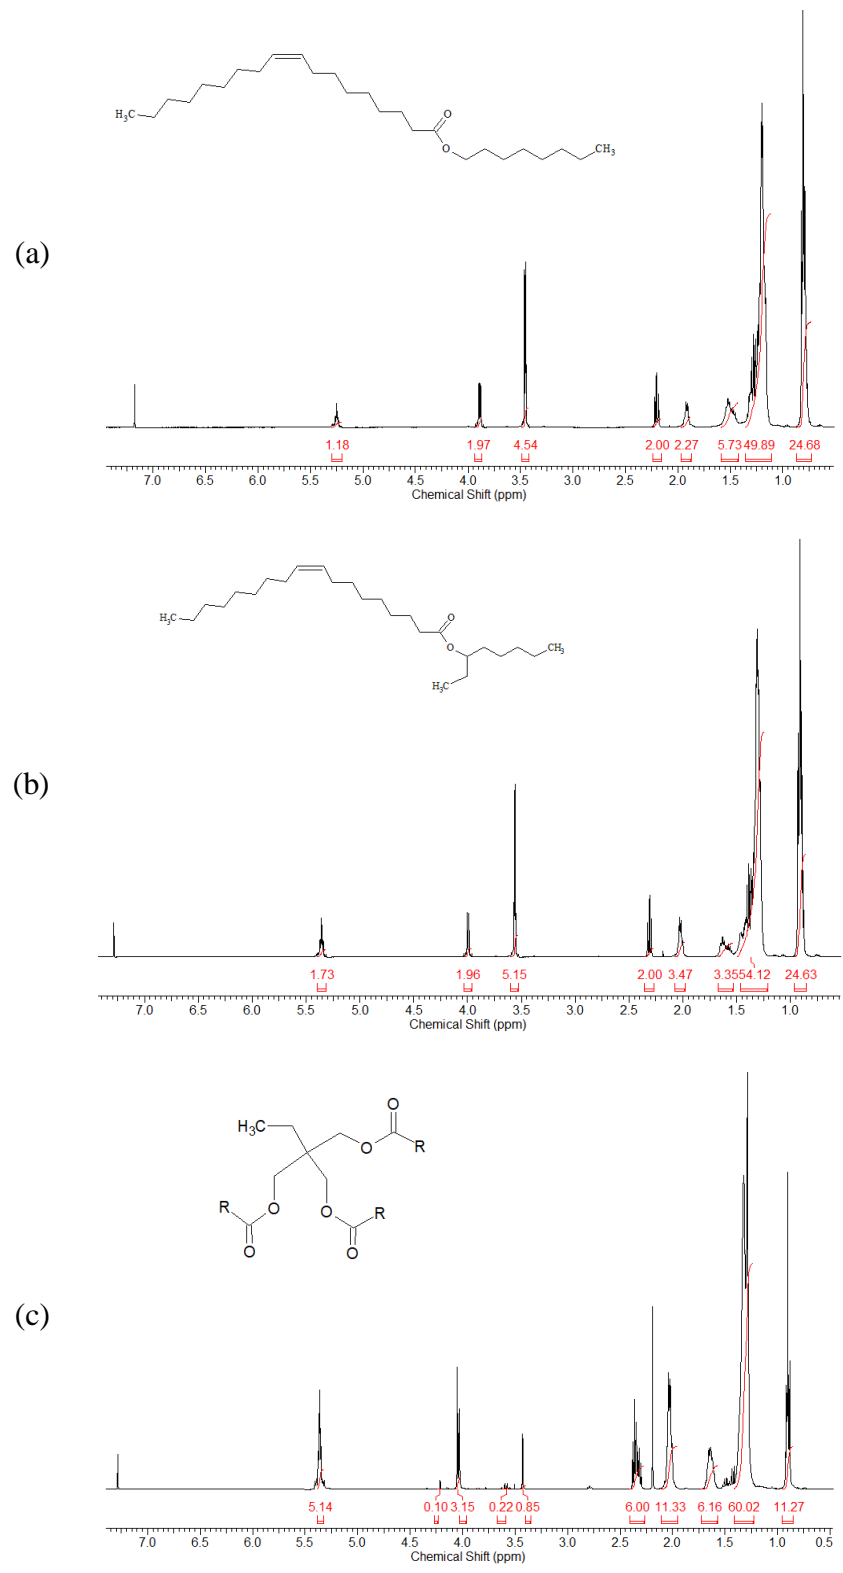 H₃C
O
O
CH₃
(a)
1.18 1.97 4.54 2.00 2.27 5.73 49.89 24.68
7.0 6.5 6.0 5.5 5.0 4.5 4.0 3.5 3.0 2.5 2.0 1.5 1.0
Chemical Shift (ppm)
H₃C
O
O
CH₃
H₃C
(b)
1.73 1.96 5.15 2.00 3.47 3.35 54.12 24.63
7.0 6.5 6.0 5.5 5.0 4.5 4.0 3.5 3.0 2.5 2.0 1.5 1.0
Chemical Shift (ppm)
O
H₃C
O R
R O O R
O O
(c)
5.14 0.10 3.15 0.22 0.85 6.00 11.33 6.16 60.02 11.27
7.0 6.5 6.0 5.5 5.0 4.5 4.0 3.5 3.0 2.5 2.0 1.5 1.0 0.5
Chemical Shift (ppm)